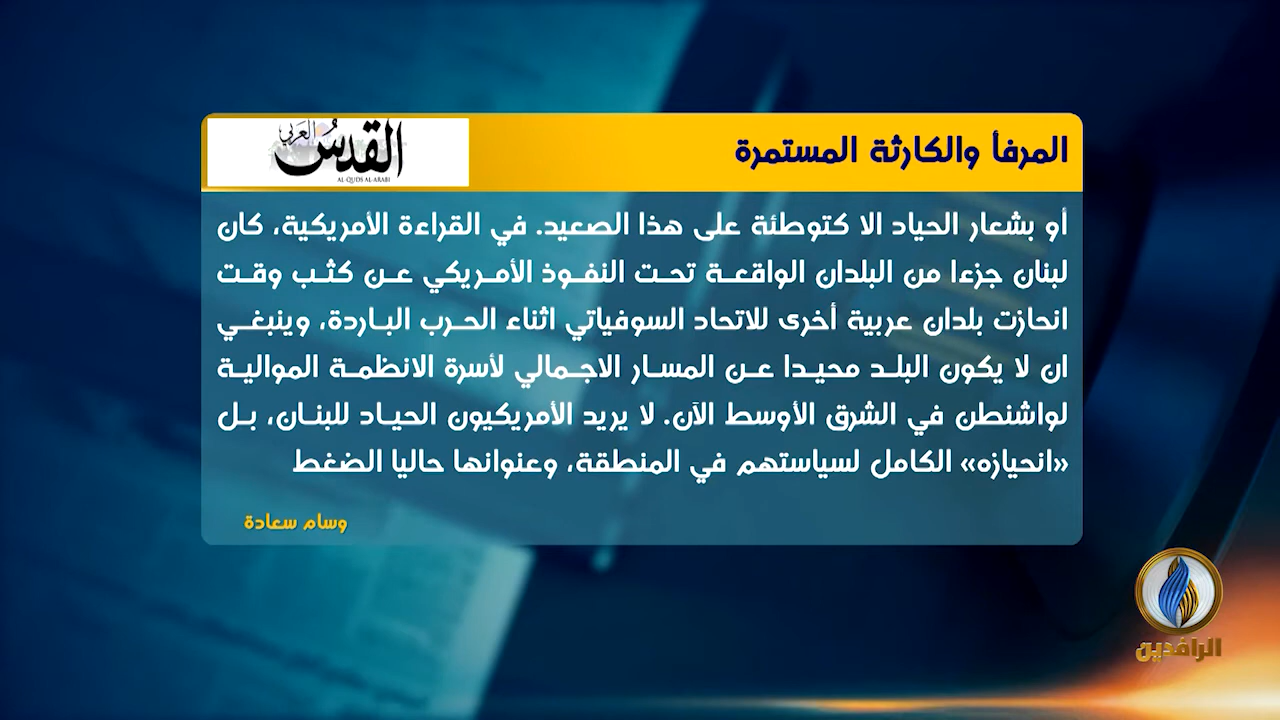 المرفأ والكارثة المستمرة
القدس العربي
AL-QUDS AL-ARABI
أو بشعار الحياد الا كتوطئة على هذا الصعيد. في القراءة الأمريكية، كان
لبنان جزءا من البلدان الواقعة تحت النفوذ الأمريكي عن كثب وقت
انحازت بلدان عربية أخرى للاتحاد السوفياتي اثناء الحرب الباردة، وينبغي
ان لا يكون البلد محيدا عن المسار الاجمالي لأسرة الانظمة الموالية
لواشنطن في الشرق الأوسط الآن. لا يريد الأمريكيون الحياد للبنان، بل
«انحيازه» الكامل لسياستهم في المنطقة، وعنوانها حاليا الضغط
وسام سعادة
الرافدين